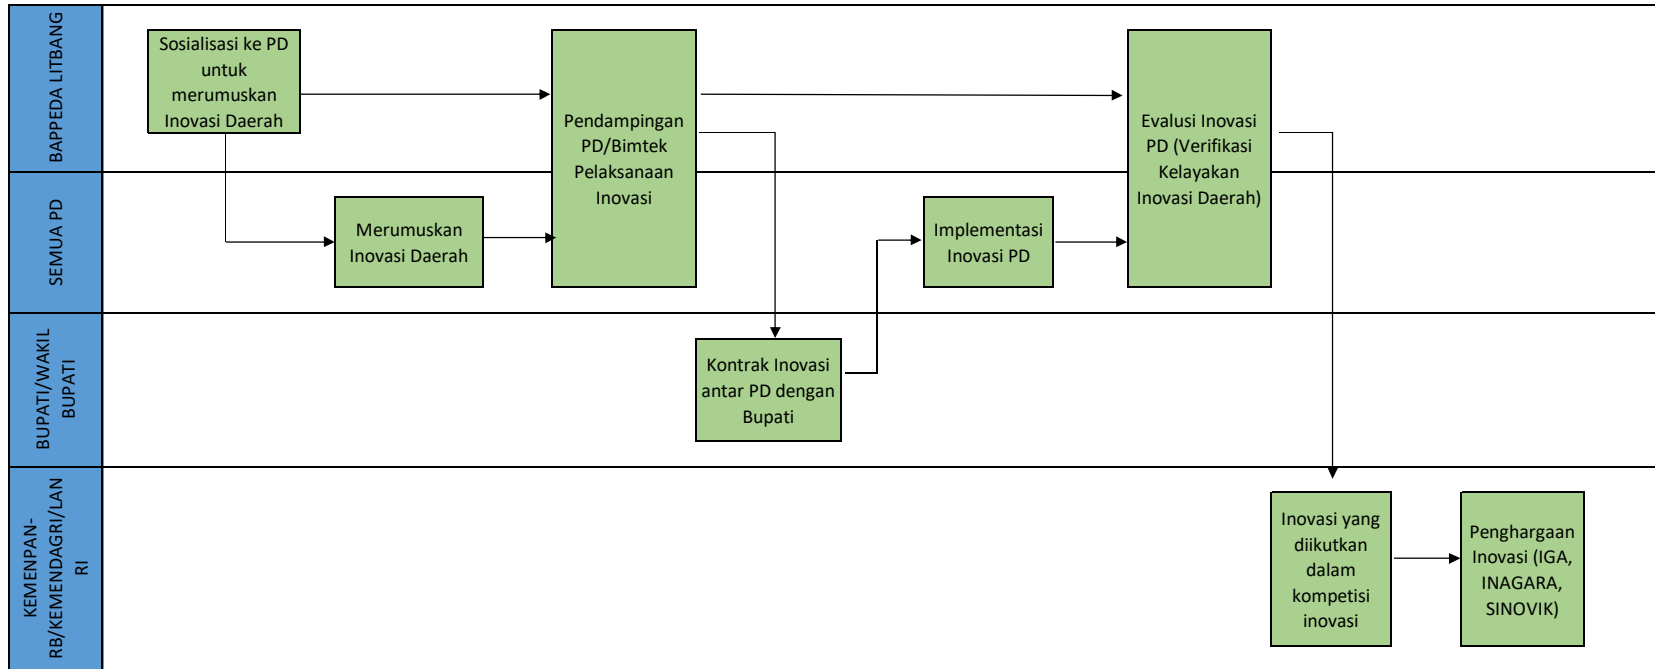 BAPPEDA LITBANG
Sosialisasi ke PD
untuk
merumuskan
Inovasi Daerah
Pendampingan
PD/Bimtek
Pelaksanaan
Inovasi
Evalusi Inovasi
PD (Verifikasi
Kelayakan
Inovasi Daerah)
SEMUA PD
Merumuskan
Inovasi Daerah
Implementasi
Inovasi PD
BUPATI/WAKIL
BUPATI
Kontrak Inovasi
antar PD dengan
Bupati
KEMENPAN-
RB/KEMENDAGRI/LAN
RI
Inovasi yang
diikutkan
dalam
kompetisi
inovasi
Penghargaan
Inovasi (IGA,
INAGARA,
SINOVIK)